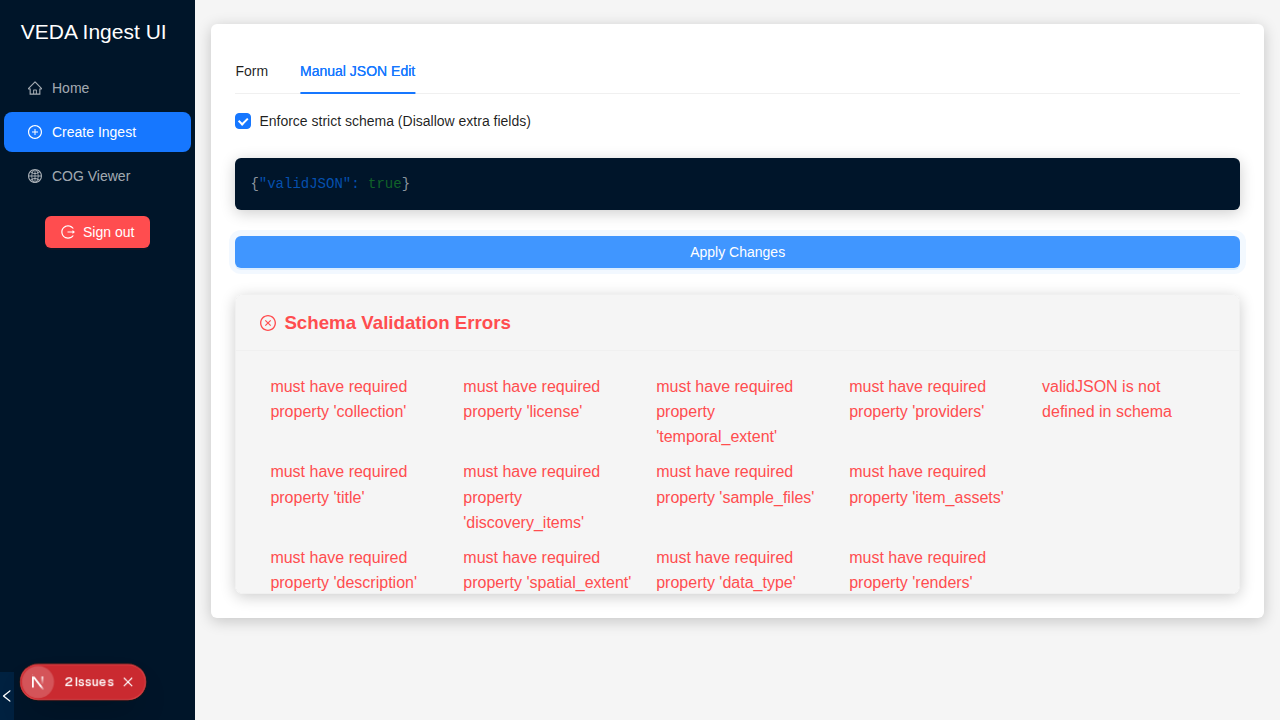 VEDA Ingest UI
Home
Create Ingest
COG Viewer
Sign out
2 Issues
Form
Manual JSON Edit
Enforce strict schema (Disallow extra fields)
{"validJSON": true}
Apply Changes
Schema Validation Errors
must have required
property 'collection'
must have required
property 'title'
must have required
property 'description'
must have required
property 'license'
must have required
property
'discovery_items'
must have required
property 'spatial_extent'
must have required
property
'temporal_extent'
must have required
property 'sample_files'
must have required
property 'data_type'
must have required
property 'providers'
must have required
property 'item_assets'
must have required
property 'renders'
validJSON is not
defined in schema